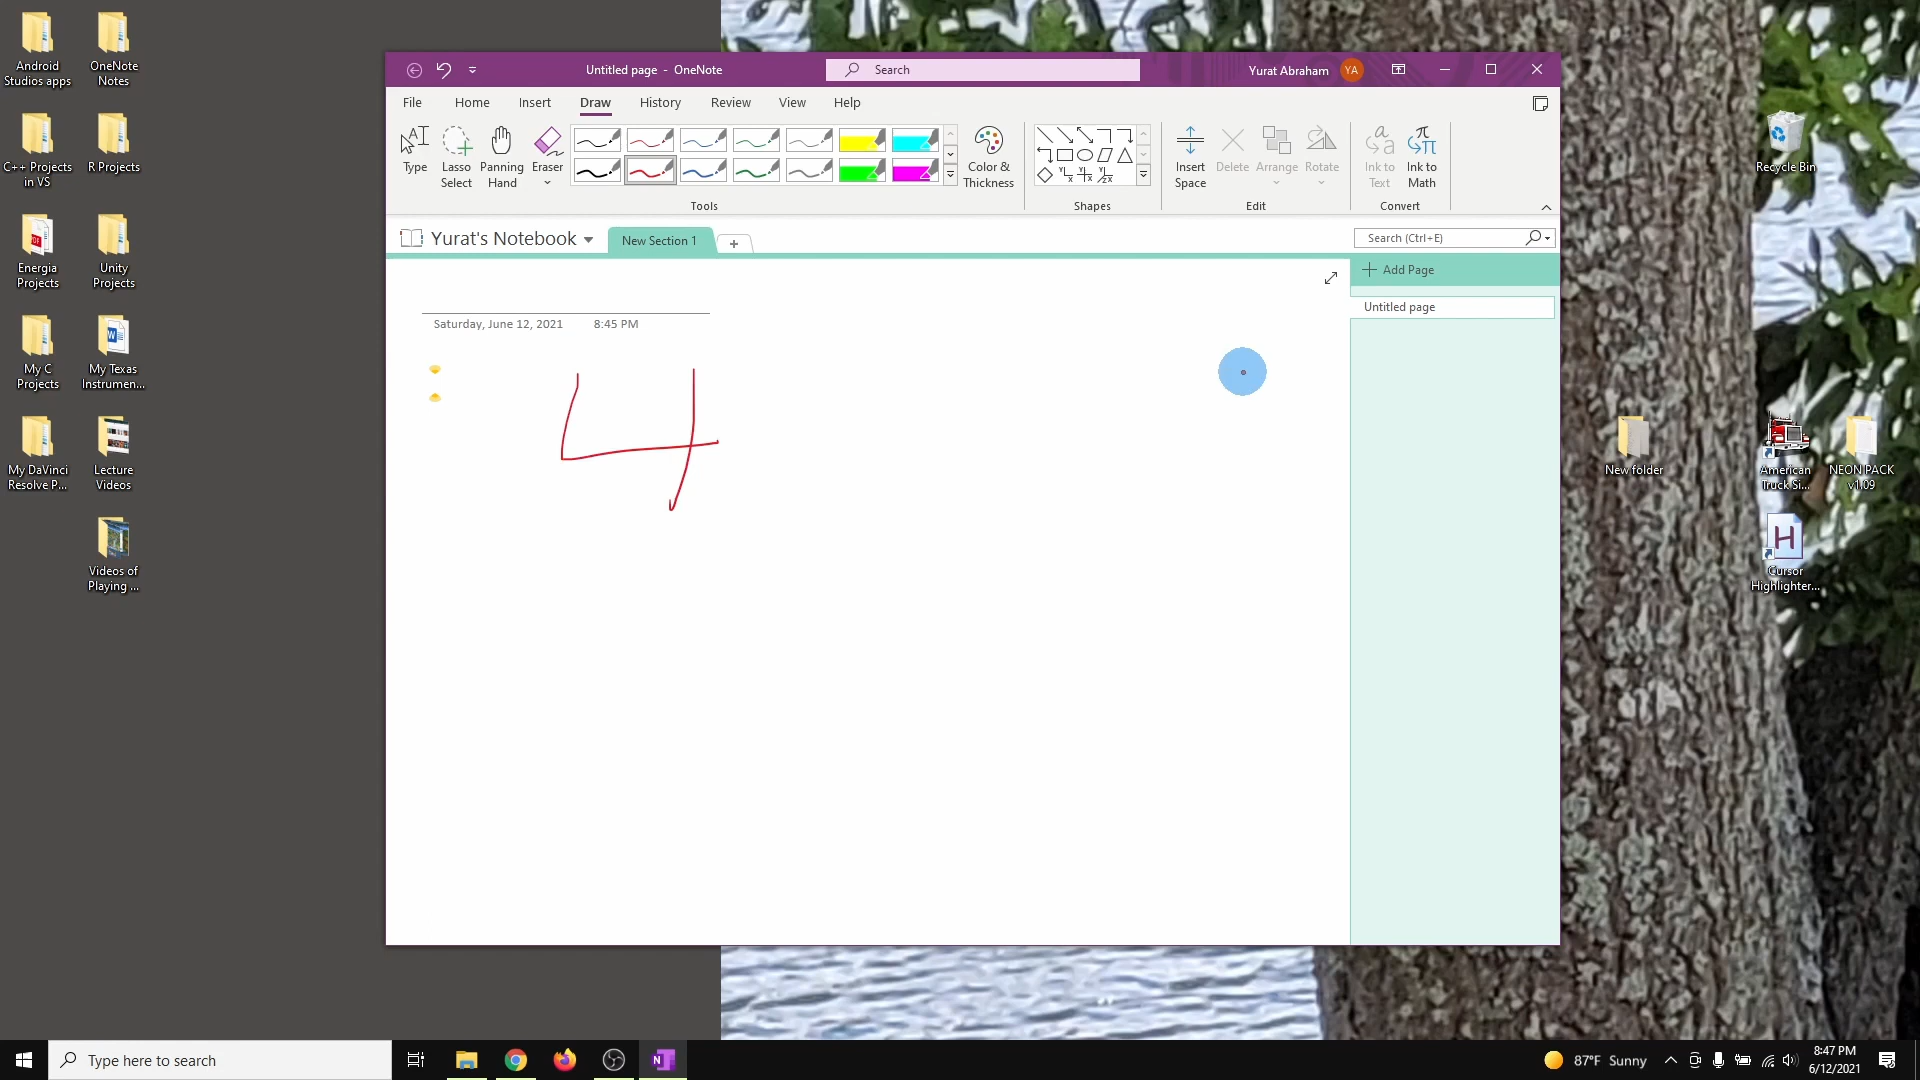 Android
Studios apps
OneNote
Notes
C++ Projects
in VS
R Projects
Energia
Projects
Unity
Projects
My C
Projects
My Texas
Instrumen...
My DaVinci
Resolve P...
Lecture
Videos
Videos of
Playing ...
Untitled page - OneNote
Search
Yurat Abraham
YA
File Home Insert Draw History Review View Help
Type
Lasso
Select
Panning
Hand
Eraser
Color &
Thickness
Insert
Space
Delete
Arrange
Rotate
Ink to
Text
Ink to
Math
Tools
Shapes
Edit
Convert
Yurat's Notebook
New Section 1
Search (Ctrl+E)
Add Page
Untitled page
Saturday, June 12, 2021 8:45 PM
4
Recycle Bin
New folder
American
Truck Si...
NEON PACK
v1.09
H
Cursor
Highlighter...
Type here to search
N
87°F Sunny
8:47 PM
6/12/2021